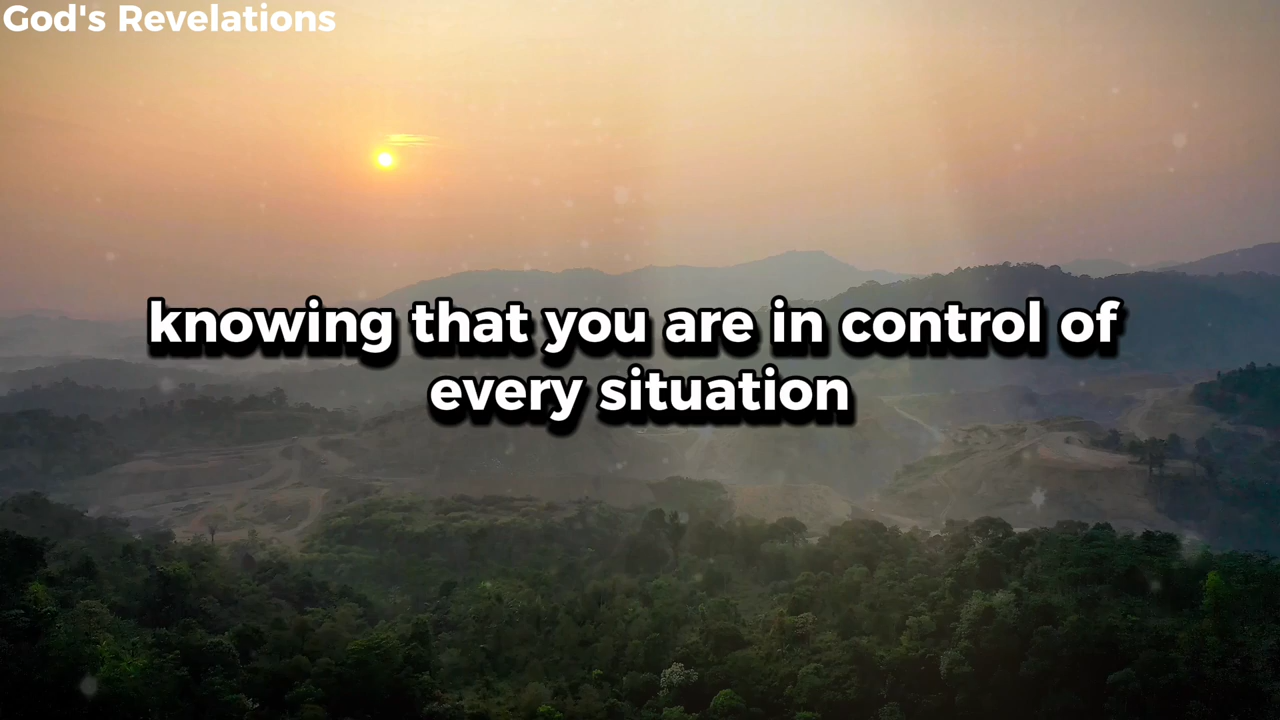 God's Revelations
knowing that you are in control of
every situation